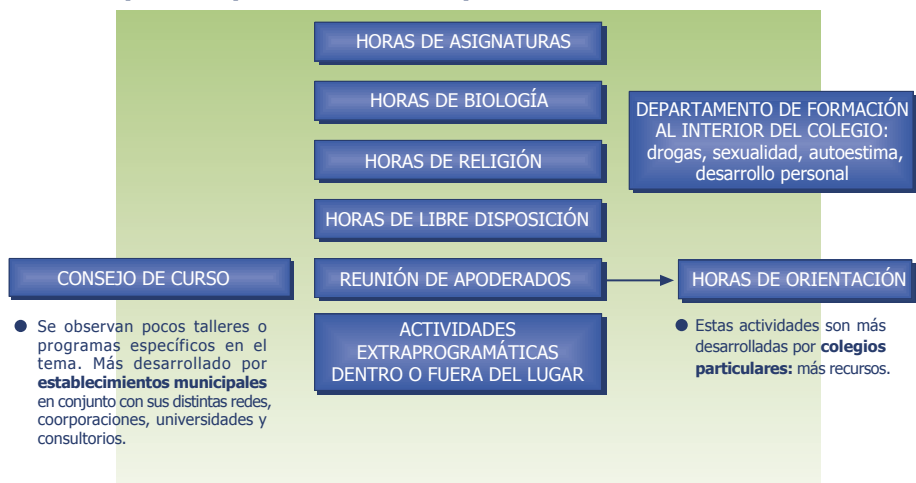 HORAS DE ASIGNATURAS
HORAS DE BIOLOGÍA
DEPARTAMENTO DE FORMACIÓN
AL INTERIOR DEL COLEGIO:
drogas, sexualidad, autoestima,
desarrollo personal
HORAS DE RELIGIÓN
HORAS DE LIBRE DISPOSICIÓN
CONSEJO DE CURSO
REUNIÓN DE APODERADOS
HORAS DE ORIENTACIÓN
● Se observan pocos talleres o
programas específicos en el
tema. Más desarrollado por
establecimientos municipales
en conjunto con sus distintas redes,
coorporaciones, universidades y
consultorios.
ACTIVIDADES
EXTRAPROGRAMÁTICAS
DENTRO O FUERA DEL LUGAR
● Estas actividades son más
desarrolladas por colegios
particulares: más recursos.